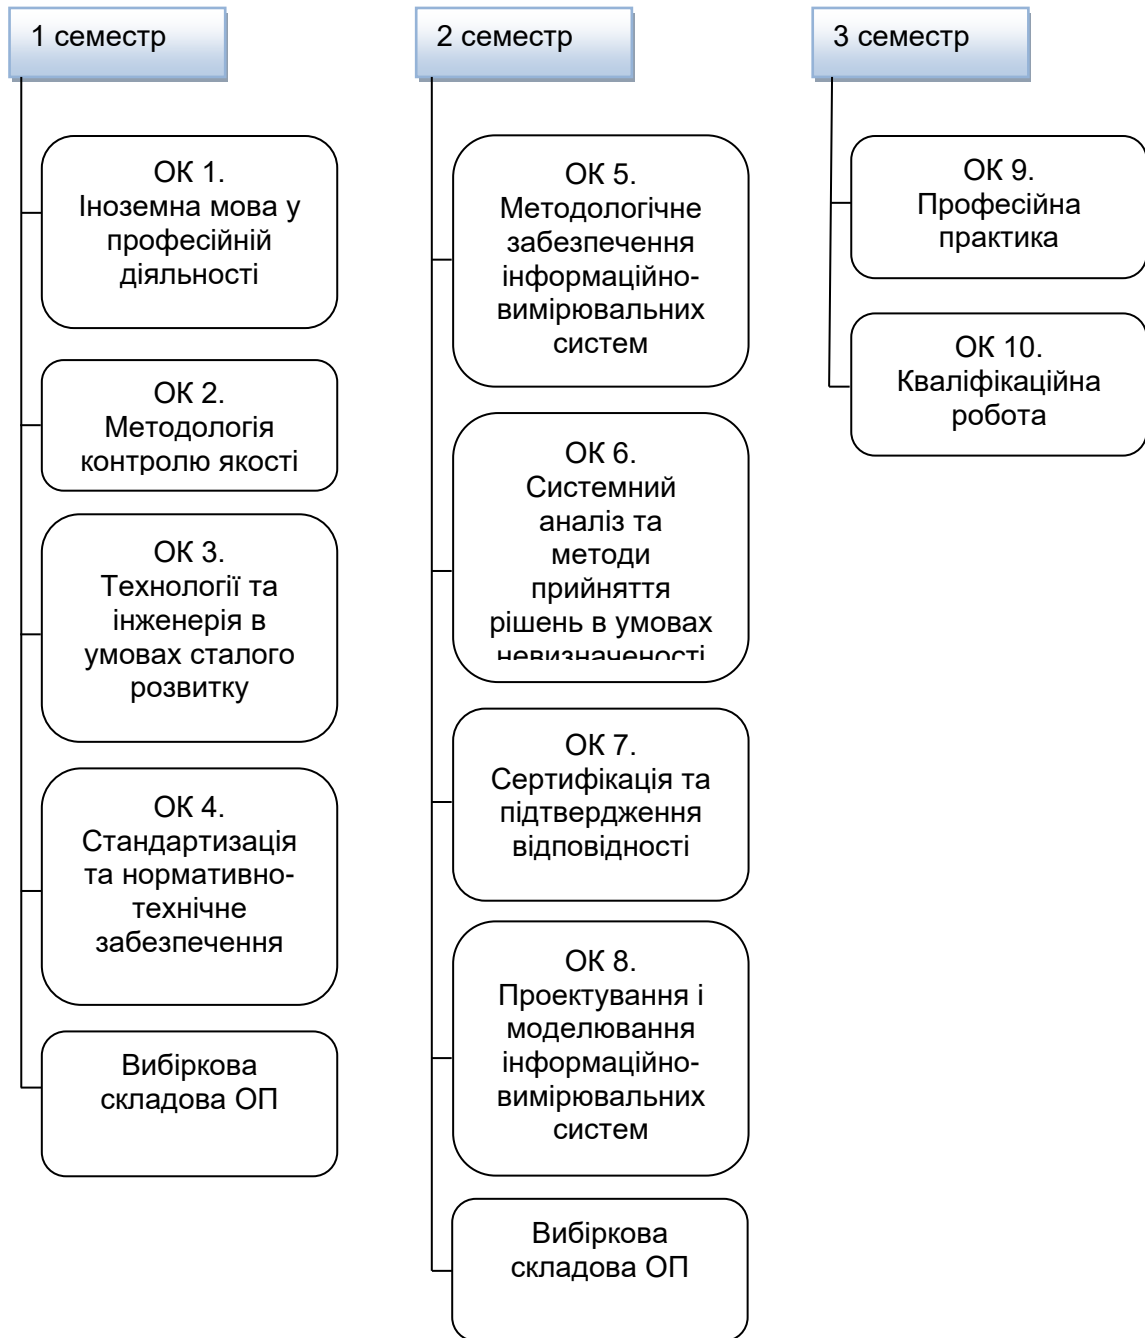 1 семестр
ОК 1.
Іноземна мова у
професійній
діяльності
ОК 2.
Методологія
контролю якості
ОК 3.
Технології та
інженерія в
умовах сталого
розвитку
ОК 4.
Стандартизація
та нормативно-
технічне
забезпечення
Вибіркова
складова ОП
2 семестр
ОК 5.
Методологічне
забезпечення
інформаційно-
вимірювальних
систем
ОК 6.
Системний
аналіз та
методи
прийняття
рішень в умовах
невизначеності
ОК 7.
Сертифікація та
підтвердження
відповідності
ОК 8.
Проектування і
моделювання
інформаційно-
вимірювальних
систем
Вибіркова
складова ОП
3 семестр
ОК 9.
Професійна
практика
ОК 10.
Кваліфікаційна
робота